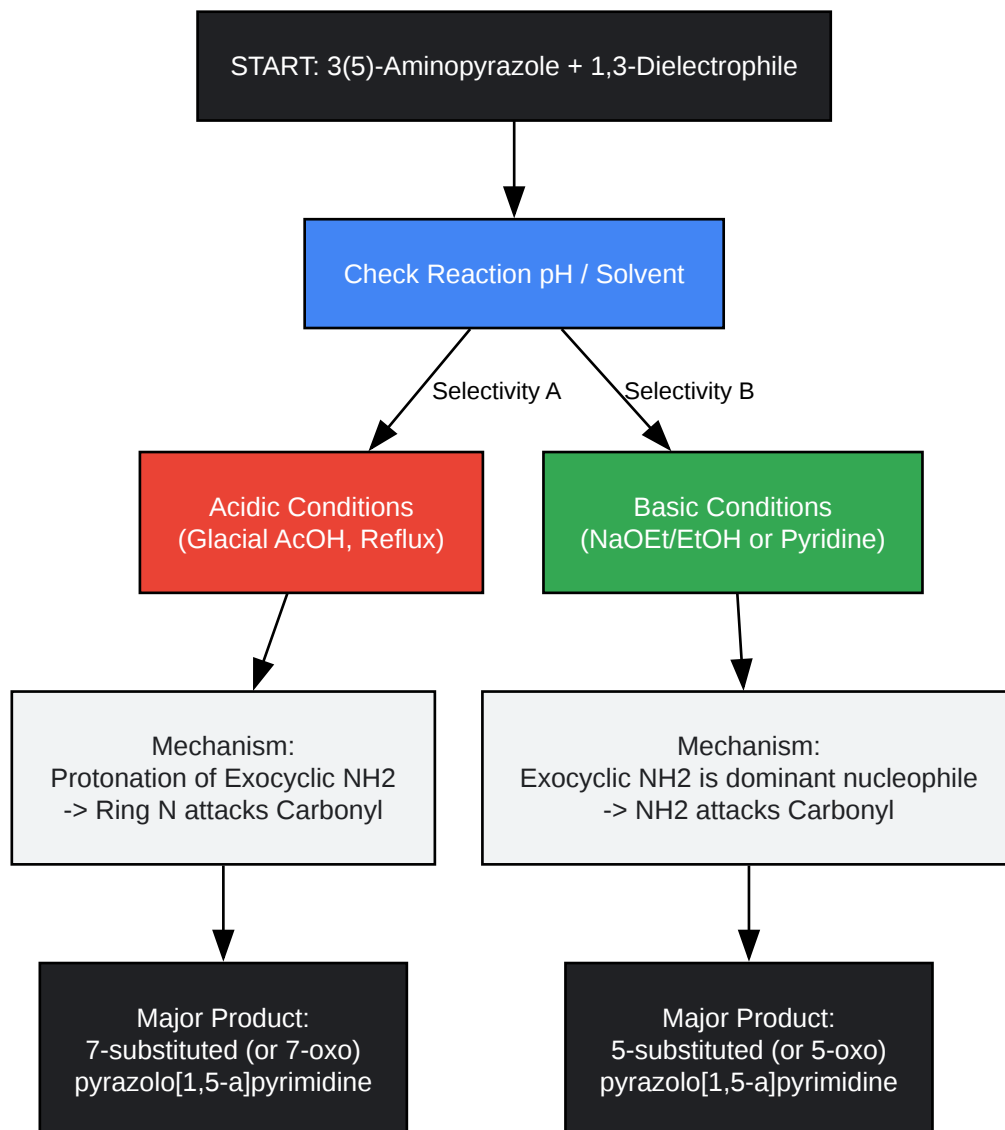 START: 3(5)-Aminopyrazole + 1,3-Dielectrophile
Check Reaction pH / Solvent
Selectivity A
Selectivity B
Acidic Conditions
(Glacial AcOH, Reflux)
Basic Conditions
(NaOEt/EtOH or Pyridine)
Mechanism:
Protonation of Exocyclic NH2
-> Ring N attacks Carbonyl
Mechanism:
Exocyclic NH2 is dominant nucleophile
-> NH2 attacks Carbonyl
Major Product:
7-substituted (or 7-oxo)
pyrazolo[1,5-a]pyrimidine
Major Product:
5-substituted (or 5-oxo)
pyrazolo[1,5-a]pyrimidine